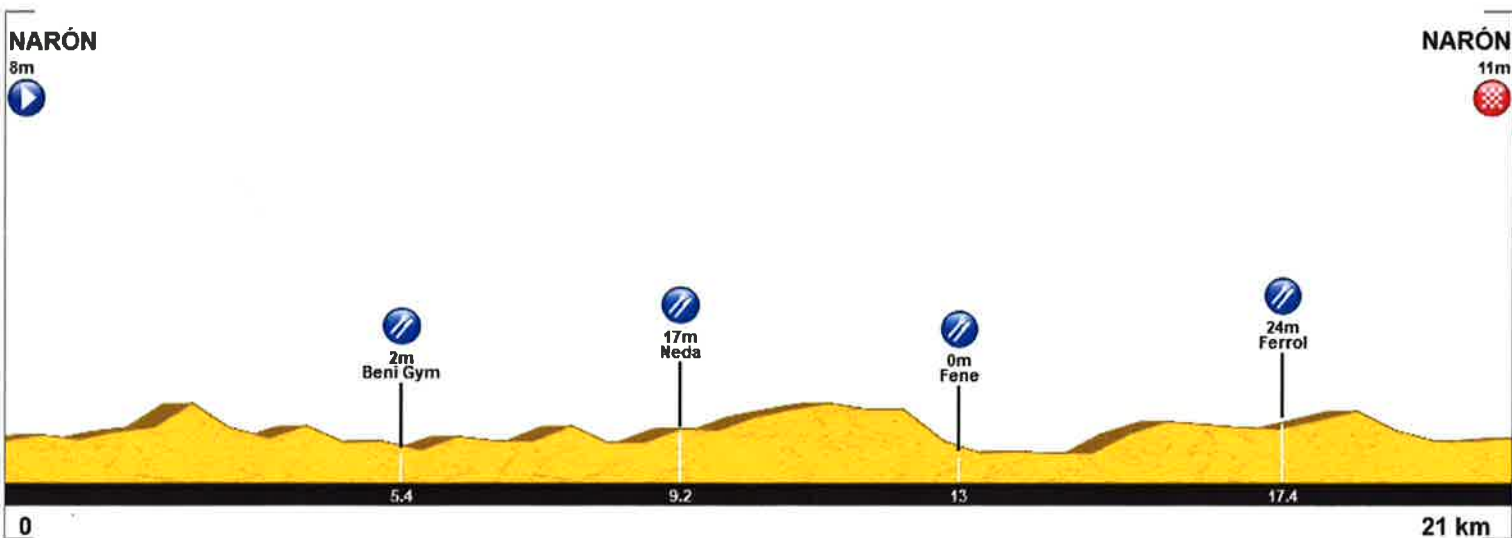 NARÓN
8m
NARÓN
11m
2m
Beni Gym
17m
Neda
0m
Fene
24m
Ferrol
5.4
9.2
13
17.4
0
21 km